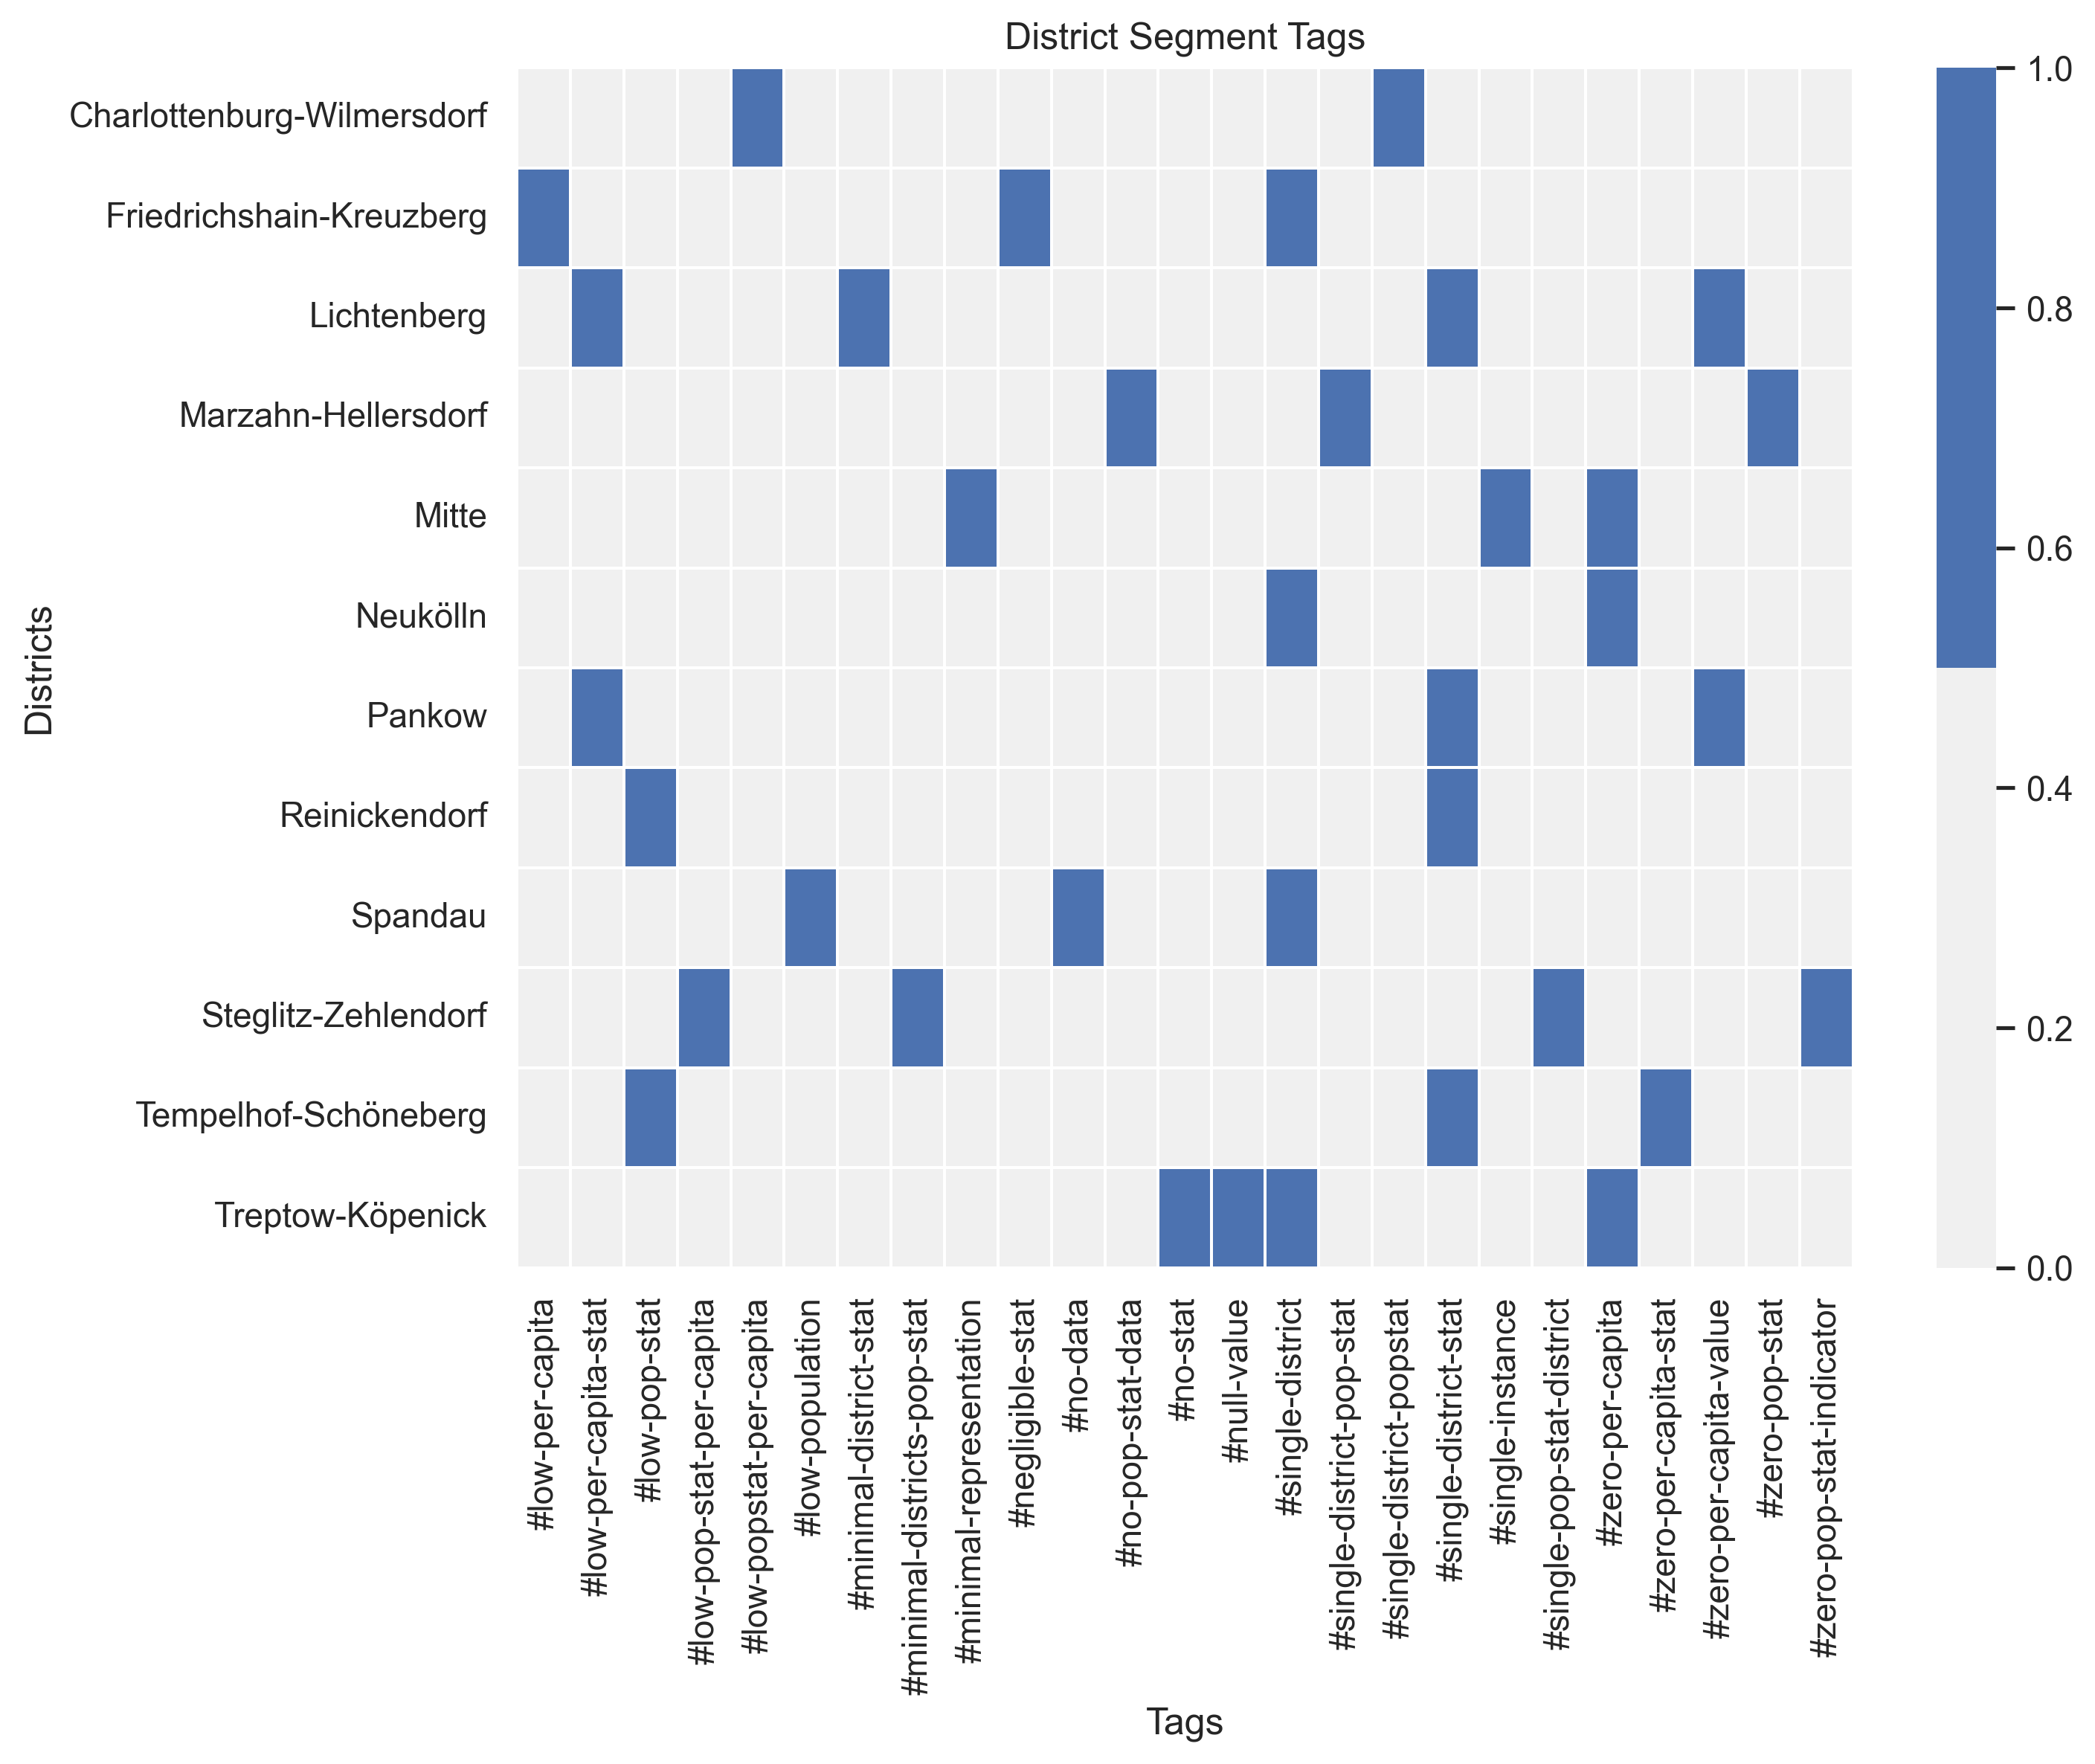 District Segment Tags
Charlottenburg-Wilmersdorf
Friedrichshain-Kreuzberg
Lichtenberg
Marzahn-Hellersdorf
Mitte
Neukölln
Pankow
Reinickendorf
Spandau
Steglitz-Zehlendorf
Tempelhof-Schöneberg
Treptow-Köpenick
Districts
#low-per-capita
#low-per-capita-stat
#low-pop-stat
#low-pop-stat-per-capita
#low-popstat-per-capita
#low-population
#minimal-district-stat
#minimal-districts-pop-stat
#minimal-representation
#negligible-stat
#no-data
#no-pop-stat-data
#no-stat
#null-value
#single-district
#single-district-pop-stat
#single-district-popstat
#single-district-stat
#single-instance
#single-pop-stat-district
#zero-per-capita
#zero-per-capita-stat
#zero-per-capita-value
#zero-pop-stat
#zero-pop-stat-indicator
Tags
1.0
0.8
0.6
0.4
0.2
0.0